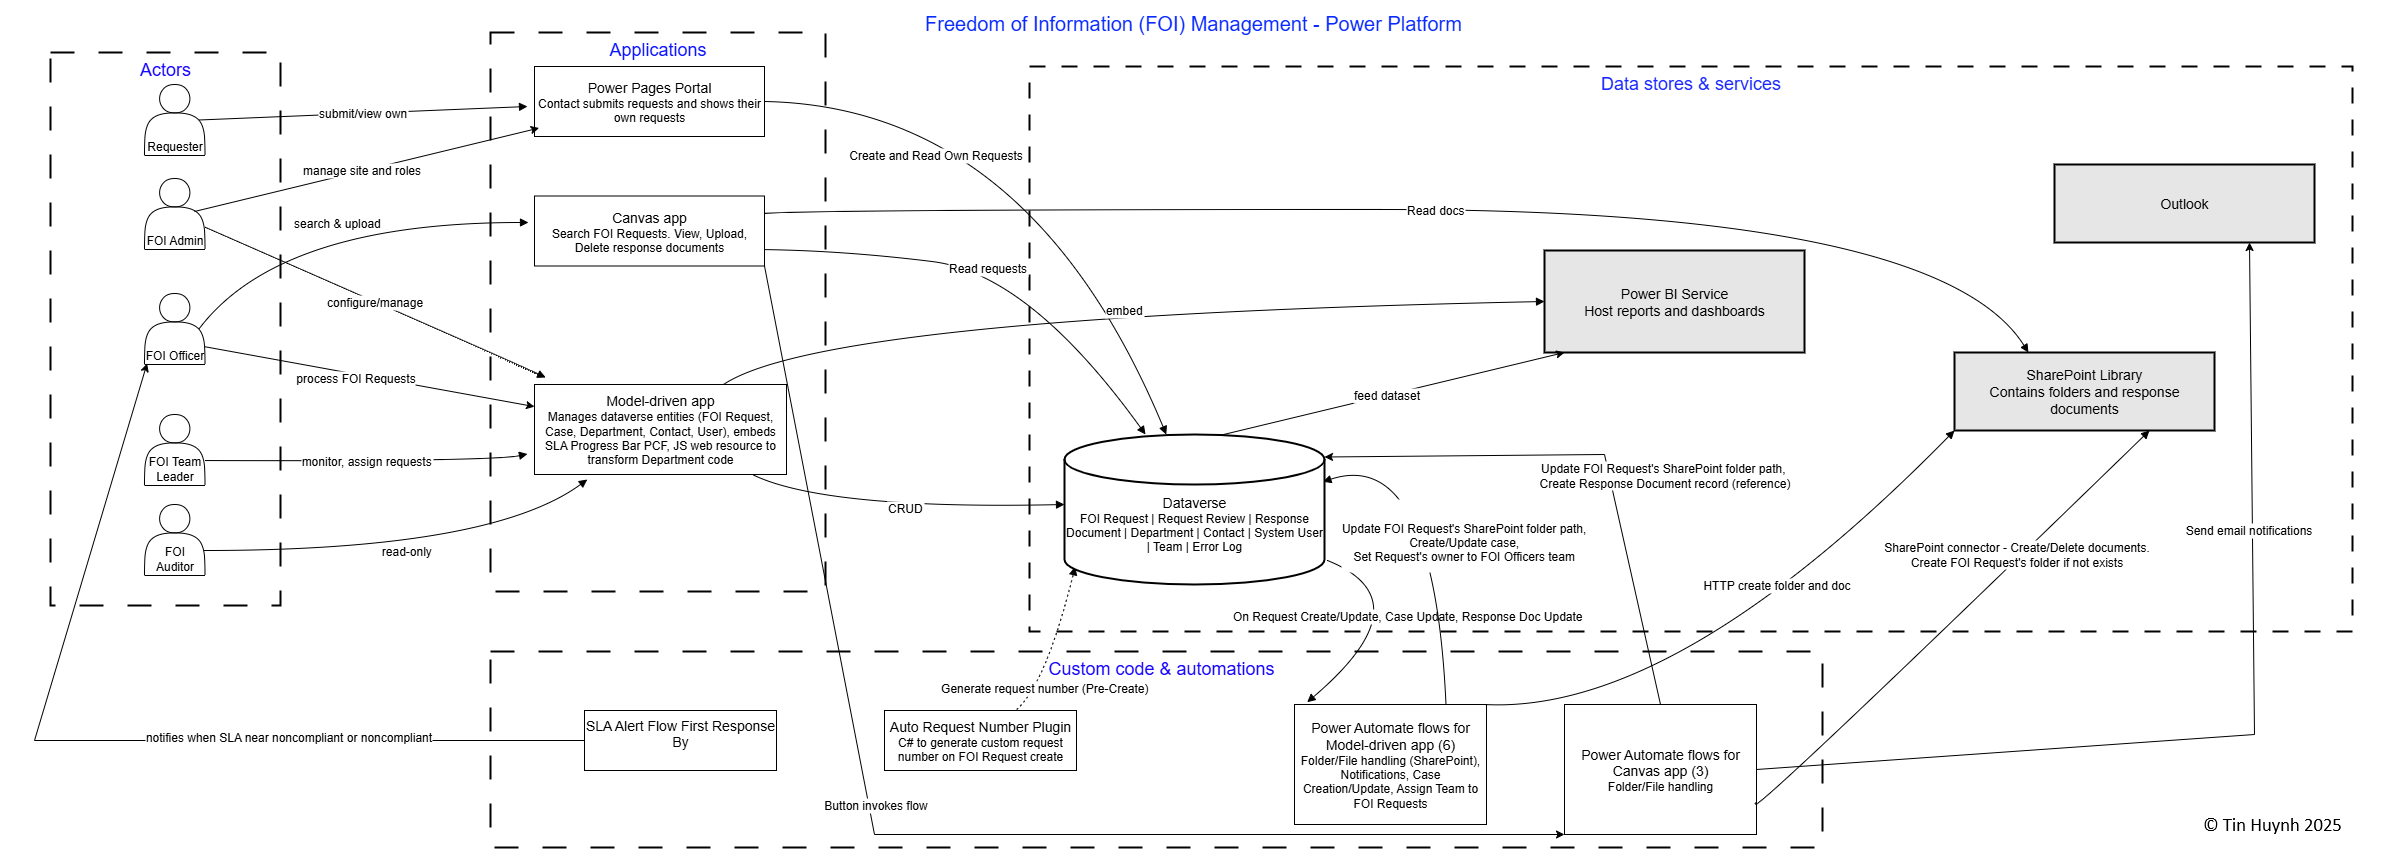 Freedom of Information (FOI) Management - Power Platform
Actors
Requester
FOI Admin
FOI Officer
FOI Team
Leader
FOI
Auditor
submit/view own
manage site and roles
search & upload
configure/manage
process FOI Requests
monitor, assign requests
read-only
Applications
Power Pages Portal
Contact submits requests and shows their
own requests
Canvas app
Search FOI Requests. View, Upload,
Delete response documents
Model-driven app
Manages dataverse entities (FOI Request,
Case, Department, Contact, User), embeds
SLA Progress Bar PCF, JS web resource to
transform Department code
Create and Read Own Requests
Read requests
embed
CRUD
Data stores & services
Read docs
Outlook
Power BI Service
Host reports and dashboards
feed dataset
SharePoint Library
Contains folders and response
documents
Dataverse
FOI Request | Request Review | Response
Document | Department | Contact | System User
| Team | Error Log
Update FOI Request's SharePoint folder path,
Create Response Document record (reference)
Update FOI Request's SharePoint folder path,
Create/Update case,
Set Request's owner to FOI Officers team
Send email notifications
SharePoint connector - Create/Delete documents.
Create FOI Request's folder if not exists
HTTP create folder and doc
On Request Create/Update, Case Update, Response Doc Update
Custom code & automations
Generate request number (Pre-Create)
notifies when SLA near noncompliant or noncompliant
SLA Alert Flow First Response
By
Auto Request Number Plugin
C# to generate custom request
number on FOI Request create
Power Automate flows for
Model-driven app (6)
Folder/File handling (SharePoint),
Notifications, Case
Creation/Update, Assign Team to
FOI Requests
Power Automate flows for
Canvas app (3)
Folder/File handling
Button invokes flow
© Tin Huynh 2025